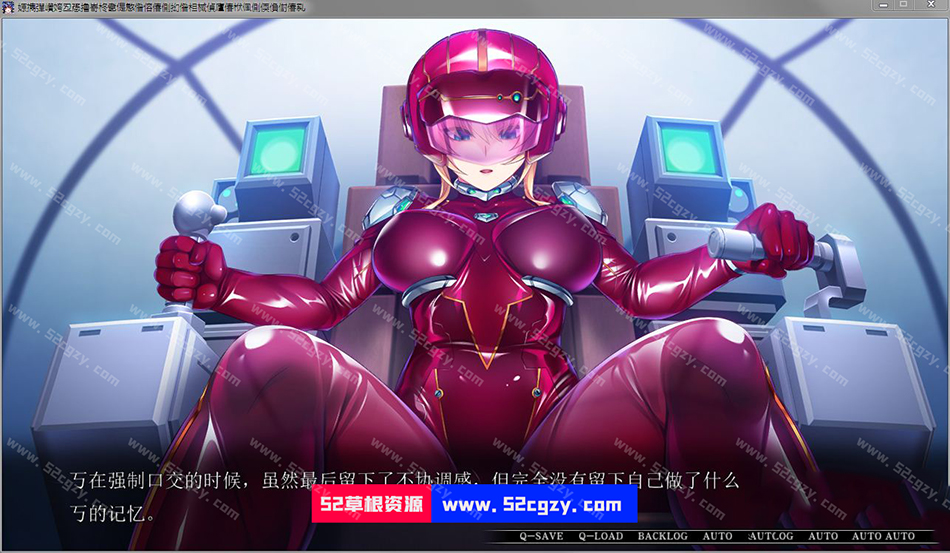 丂在强制口交的时候，虽然最后留下了不协调感，但完全没有留下自己做了什么
丂的记忆。
52草根资源 www.52cgzy.com
Q-SAVE Q-LOAD BACKLOG AUTO AUTLOG AUTO AUTO AUTO
www.52cgzy.com